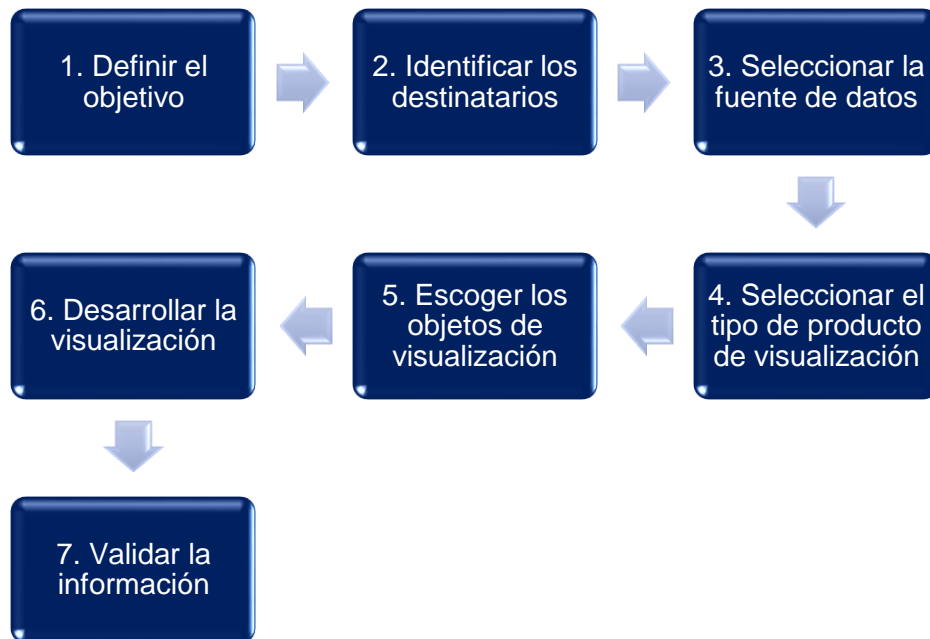 1. Definir el
objetivo
2. Identificar los
destinatarios
3. Seleccionar la
fuente de datos
4. Seleccionar el
tipo de producto
de visualización
5. Escoger los
objetos de
visualización
6. Desarrollar la
visualización
7. Validar la
información